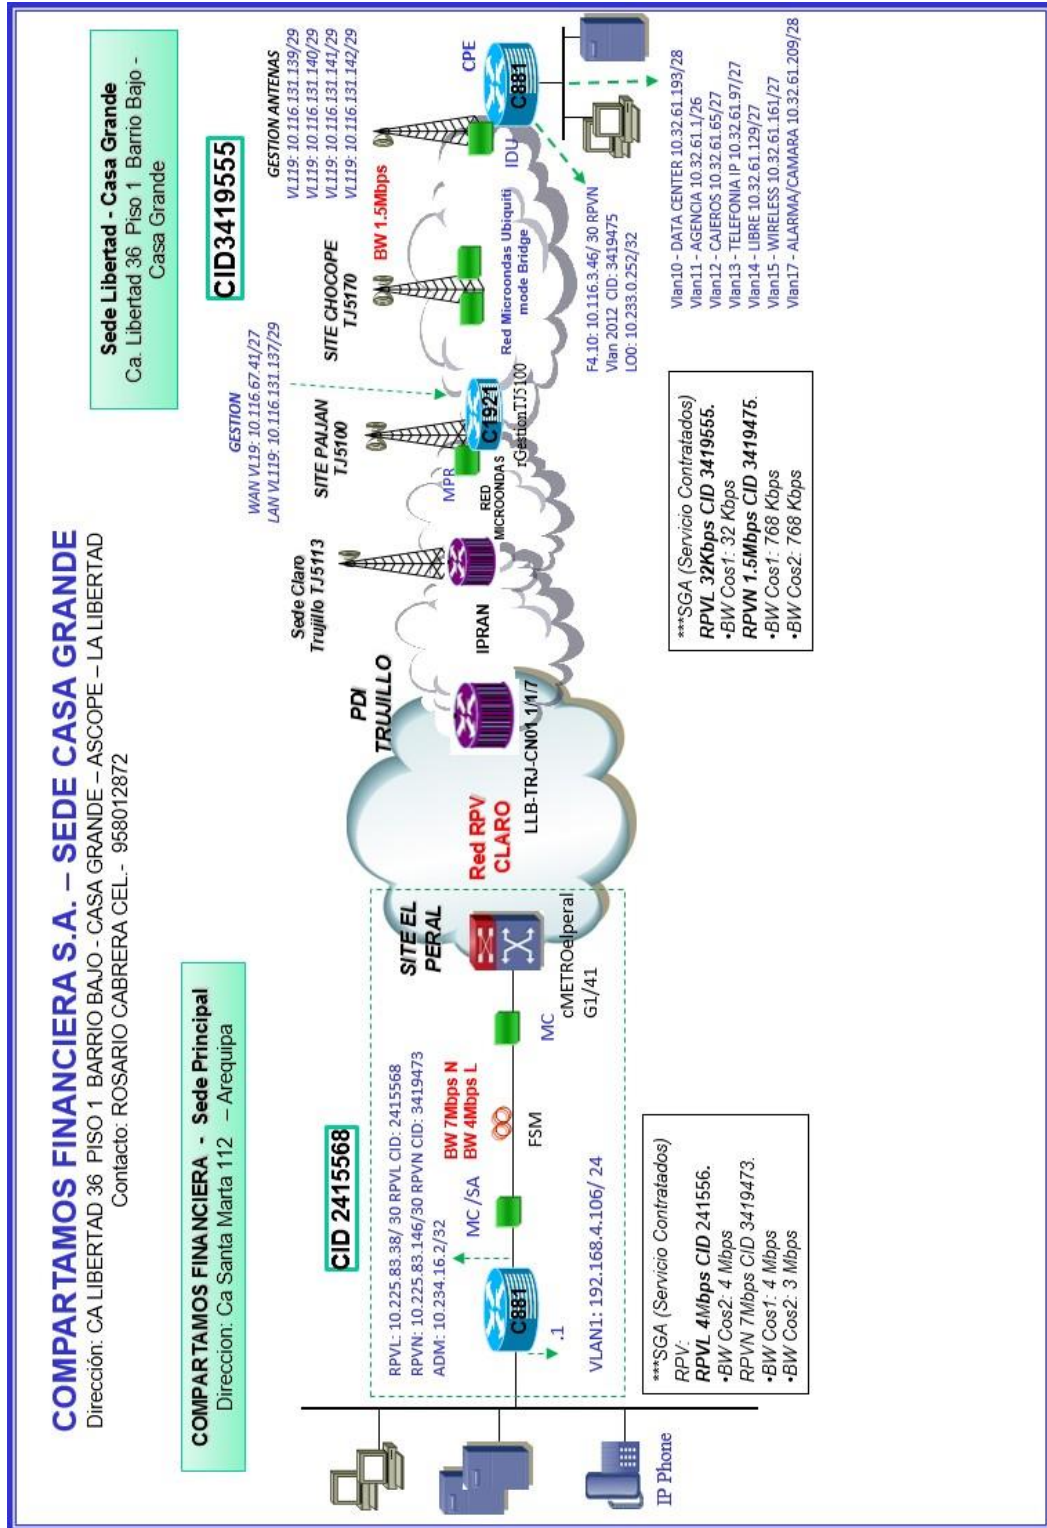 COMPARTAMOS FINANCIERA S.A. – SEDE CASA GRANDE
Dirección: CA LIBERTAD 36 PISO 1 BARRIO BAJO - CASA GRANDE – ASCOPE – LA LIBERTAD
Contacto: ROSARIO CABRERA CEL.- 958012872
COMPARTAMOS FINANCIERA - Sede Principal
Direccion: Ca Santa Marta 112 – Arequipa
Sede Libertad - Casa Grande
Ca. Libertad 36 Piso 1 Barrio Bajo -
Casa Grande
CID 2415568
CID3419555
RPVL: 10.225.83.38/ 30 RPVL CID: 2415568
RPVN: 10.225.83.146/30 RPVN CID: 3419473
ADM: 10.234.16.2/32
BW 7Mbps N
BW 4Mbps L
MC /SA
FSM
MC
C881
.1
VLAN1: 192.168.4.106/ 24
IP Phone
SITE EL
PERAL
cMETROelperal
G1/41
Red RPV
CLARO
PDI
TRUJILLO
LLB-TRJ-CN01 1/1/7
IPRAN
Sede Claro
Trujillo TJ5113
RED
MICROONDAS
MPR
SITE PAIJAN
TJ5100
C1921
rGestionTJ5100
GESTION
WAN VL19: 10.116.67.41/27
LAN VL119: 10.116.131.137/29
SITE CHOCOPE
TJ5170
BW 1.5Mbps
Red Microondas Ubiquiti
mode Bridge
GESTION ANTENAS
VL119: 10.116.131.139/29
VL119: 10.116.131.140/29
VL119: 10.116.131.141/29
VL119: 10.116.131.142/29
IDU
CPE
C881
F4.10: 10.116.3.46/ 30 RPVN
Vlan 2012 CID: 3419475
LO0: 10.233.0.252/32
Vlan10 - DATA CENTER 10.32.61.193/28
Vlan11 - AGENCIA 10.32.61.1/26
Vlan12 - CAJEROS 10.32.61.65/27
Vlan13 - TELEFONIA IP 10.32.61.97/27
Vlan14 - LIBRE 10.32.61.129/27
Vlan15 - WIRELESS 10.32.61.161/27
Vlan17 - ALARMA/CAMARA 10.32.61.209/28
***SGA (Servicio Contratados)
RPV:
RPVL 4Mbps CID 241556.
•BW Cos2: 4 Mbps
RPVN 7Mbps CID 3419473.
•BW Cos1: 4 Mbps
•BW Cos2: 3 Mbps
***SGA (Servicio Contratados)
RPVL 32Kbps CID 3419555.
•BW Cos1: 32 Kbps
RPVN 1.5Mbps CID 3419475.
•BW Cos1: 768 Kbps
•BW Cos2: 768 Kbps